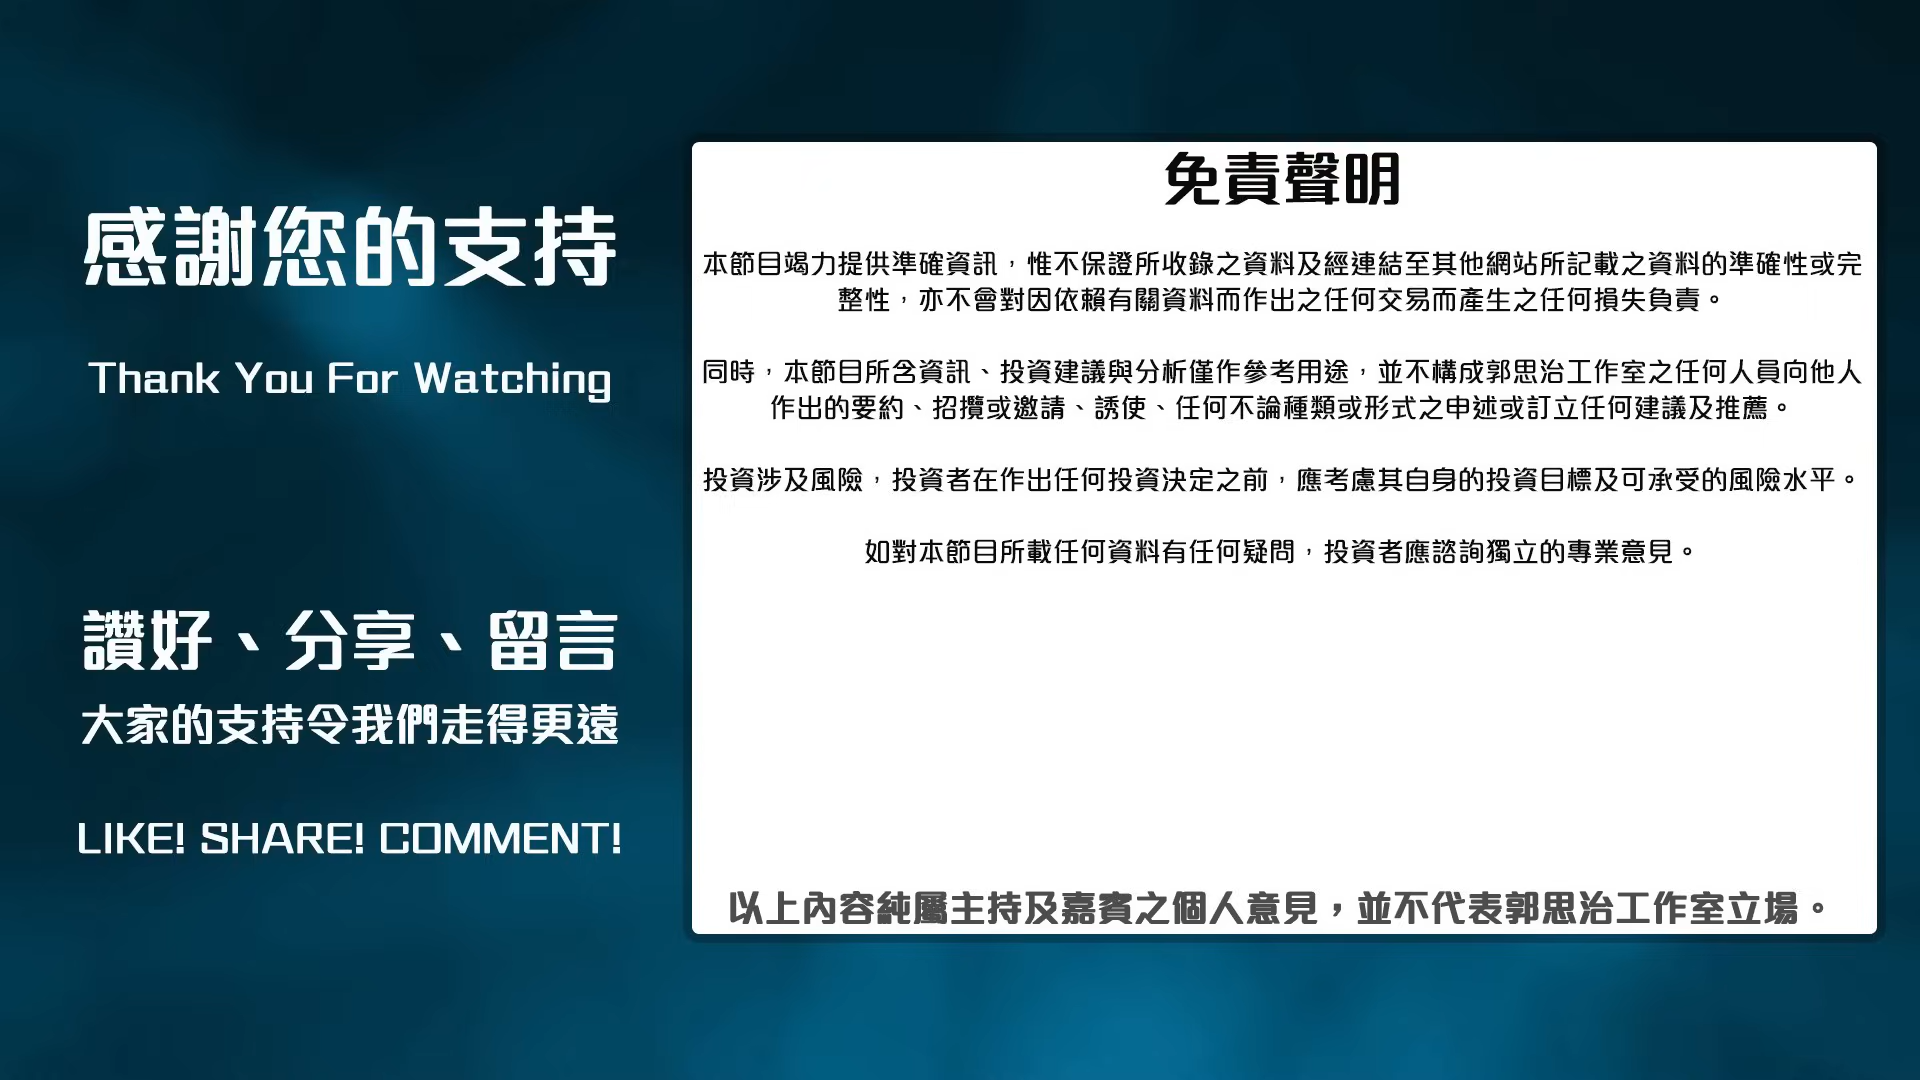 感謝您的支持
Thank You For Watching
讚好、分享、留言
大家的支持令我們走得更遠
LIKE! SHARE! COMMENT!
免責聲明
本節目竭力提供準確資訊，惟不保證所收錄之資料及經連結至其他網站所記載之資料的準確性或完
整性，亦不會對因依賴有關資料而作出之任何交易而產生之任何損失負責。
同時，本節目所含資訊、投資建議與分析僅作參考用途，並不構成郭思治工作室之任何人員向他人
作出的要約、招攬或邀請、誘使、任何不論種類或形式之申述或訂立任何建議及推薦。
投資涉及風險，投資者在作出任何投資決定之前，應考慮其自身的投資目標及可承受的風險水平。
如對本節目所載任何資料有任何疑問，投資者應諮詢獨立的專業意見。
以上內容純屬主持及嘉賓之個人意見，並不代表郭思治工作室立場。